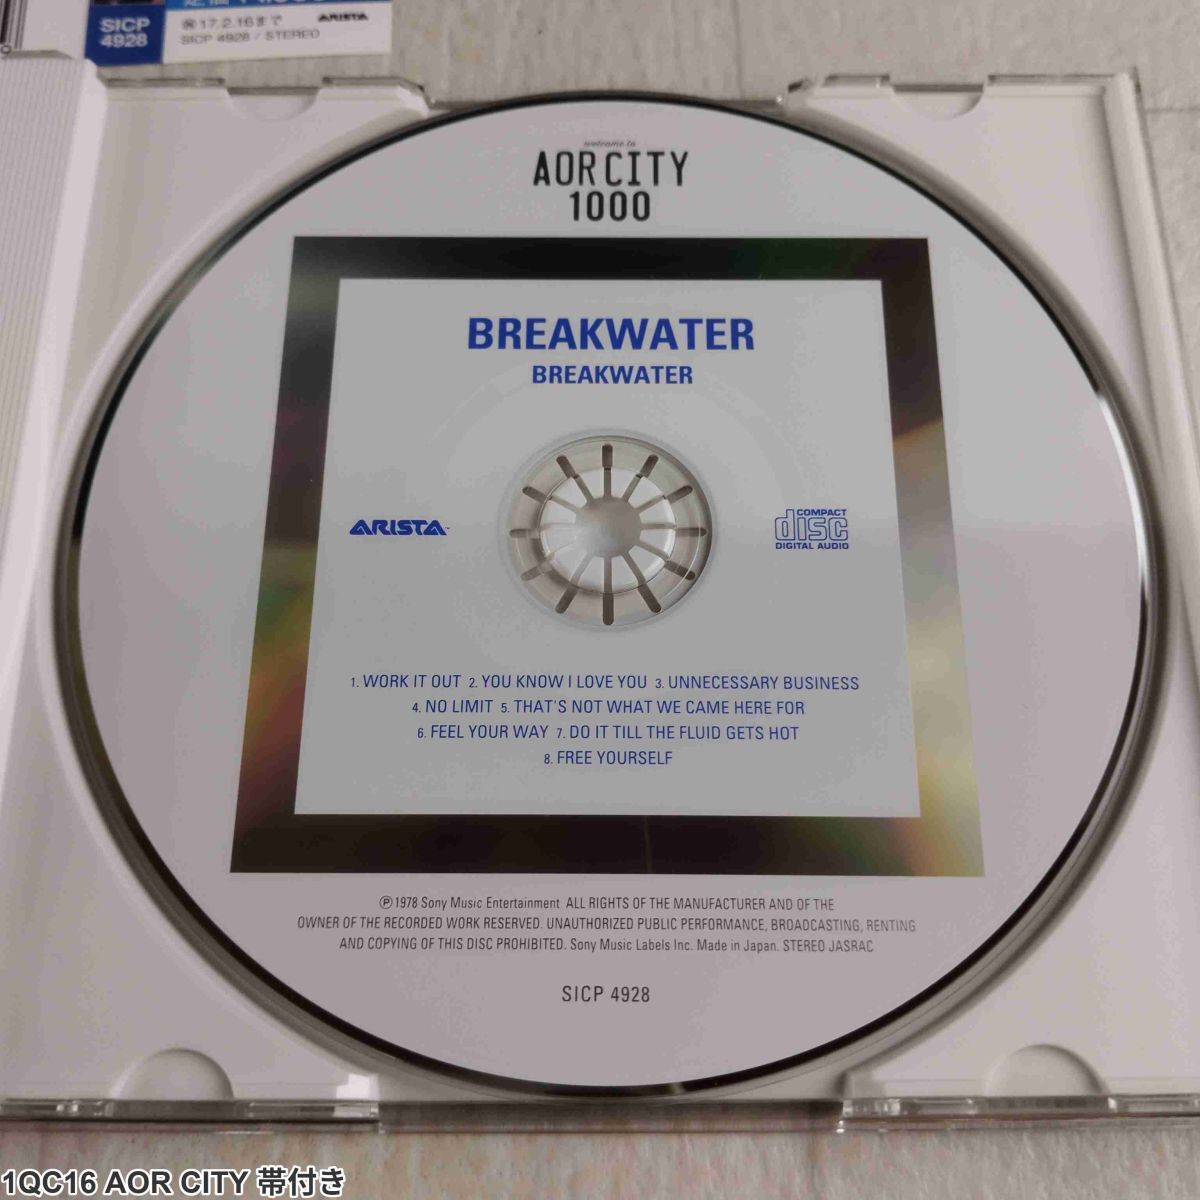 SICP
4928
㊝17.2.16まで
ARISTA
SICP 4928 / STEREO
welcome to
AOR CITY
1000
BREAKWATER
BREAKWATER
ARISTA™
COMPACT
disc
DIGITAL AUDIO
1. WORK IT OUT 2. YOU KNOW I LOVE YOU 3. UNNECESSARY BUSINESS
4. NO LIMIT 5. THAT'S NOT WHAT WE CAME HERE FOR
6. FEEL YOUR WAY 7. DO IT TILL THE FLUID GETS HOT
8. FREE YOURSELF
Ⓟ1978 Sony Music Entertainment ALL RIGHTS OF THE MANUFACTURER AND OF THE
OWNER OF THE RECORDED WORK RESERVED. UNAUTHORIZED PUBLIC PERFORMANCE, BROADCASTING, RENTING
AND COPYING OF THIS DISC PROHIBITED. Sony Music Labels Inc. Made in Japan. STEREO JASRAC
SICP 4928
1QC16 AOR CITY 帯付き